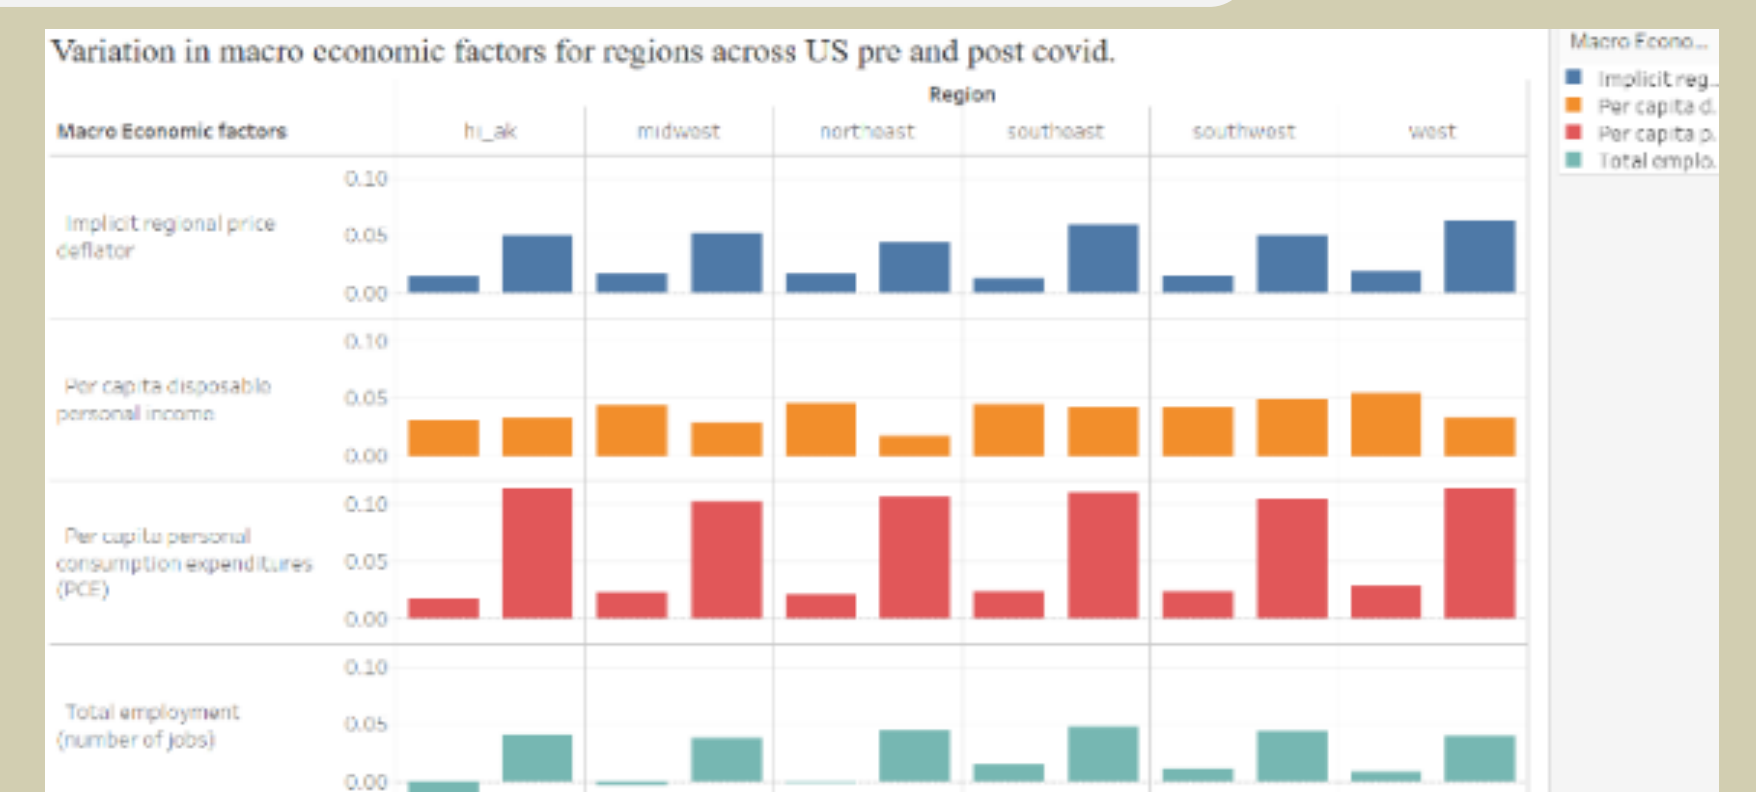 Variation in macro economic factors for regions across US pre and post covid.
Macro Econo...
Implicit reg...
Per capita d.
Per capita p.
Total emplo.
Region
Macro Economic factors hi_ak midwest northeast southeast southwest west
Implicit regional price
deflator
0.10
0.05
0.00
Per capita disposable
personal income
0.10
0.05
0.00
Per capita personal
consumption expenditures
(PCE)
0.10
0.05
0.00
Total employment
(number of jobs)
0.10
0.05
0.00